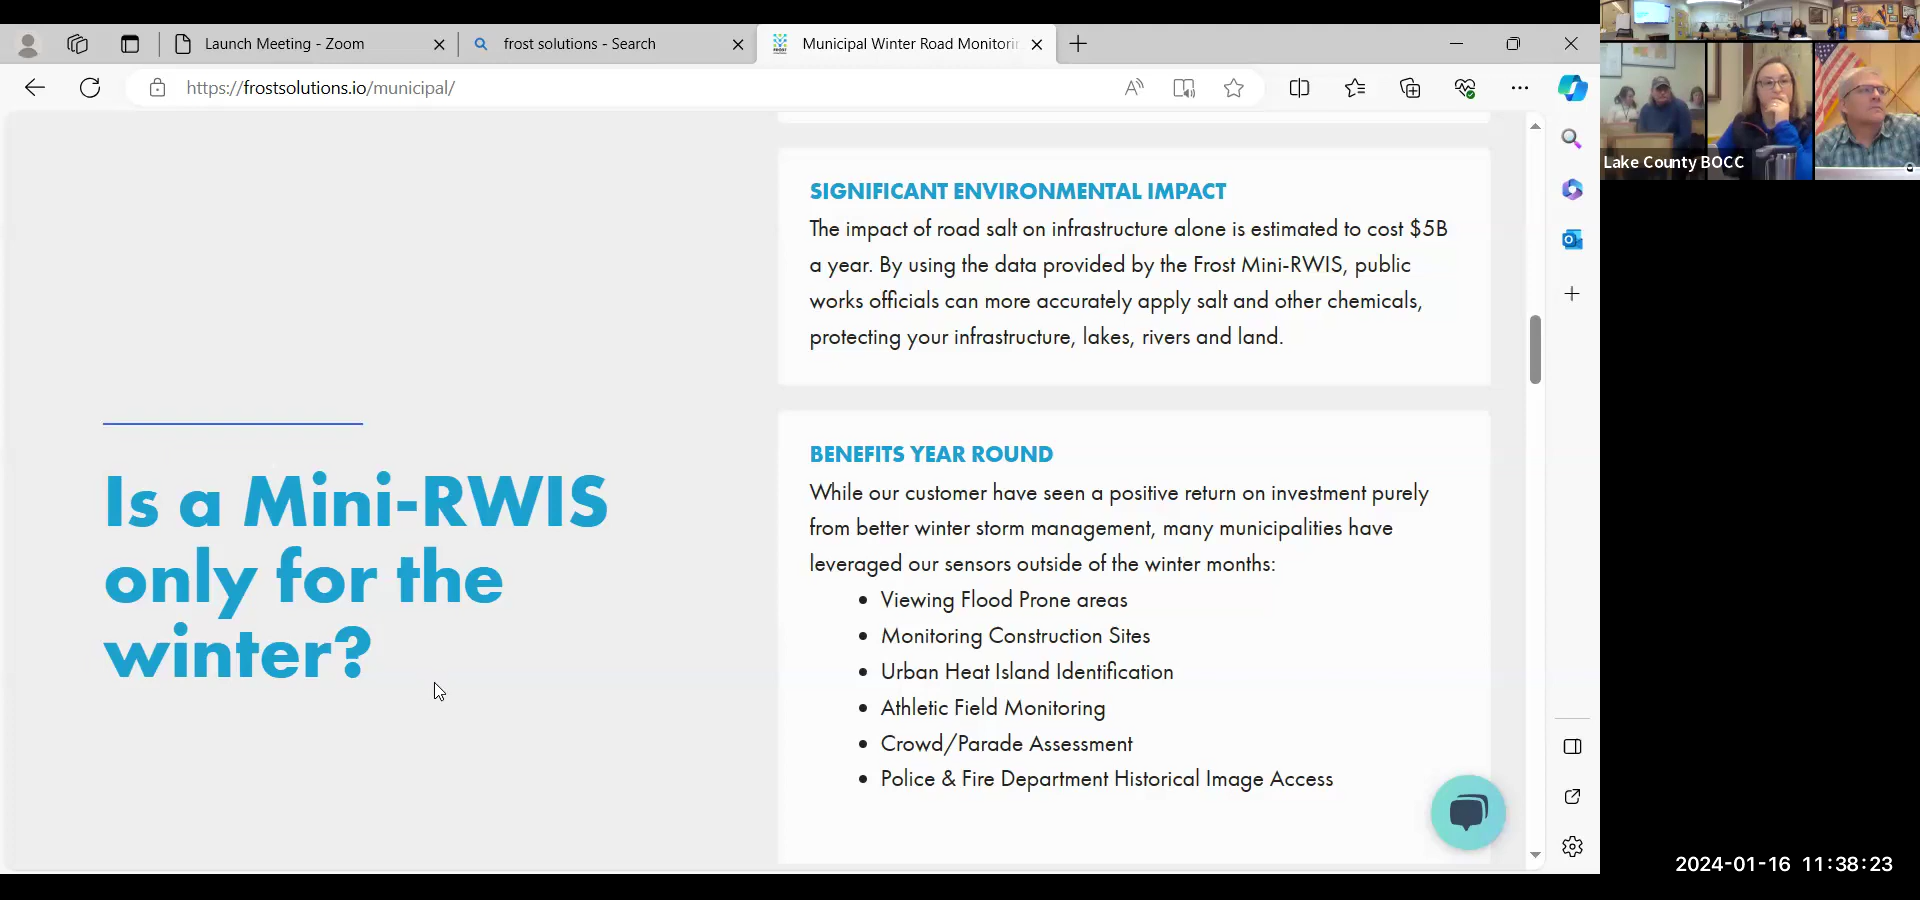 Launch Meeting - Zoom
frost solutions - Search
Municipal Winter Road Monitorin
https://frostsolutions.io/municipal/
SIGNIFICANT ENVIRONMENTAL IMPACT
The impact of road salt on infrastructure alone is estimated to cost $5B
a year. By using the data provided by the Frost Mini-RWIS, public
works officials can more accurately apply salt and other chemicals,
protecting your infrastructure, lakes, rivers and land.
Is a Mini-RWIS
only for the
winter?
BENEFITS YEAR ROUND
While our customer have seen a positive return on investment purely
from better winter storm management, many municipalities have
leveraged our sensors outside of the winter months:
• Viewing Flood Prone areas
• Monitoring Construction Sites
• Urban Heat Island Identification
• Athletic Field Monitoring
• Crowd/Parade Assessment
• Police & Fire Department Historical Image Access
Lake County BOCC
2024-01-16 11:38:23